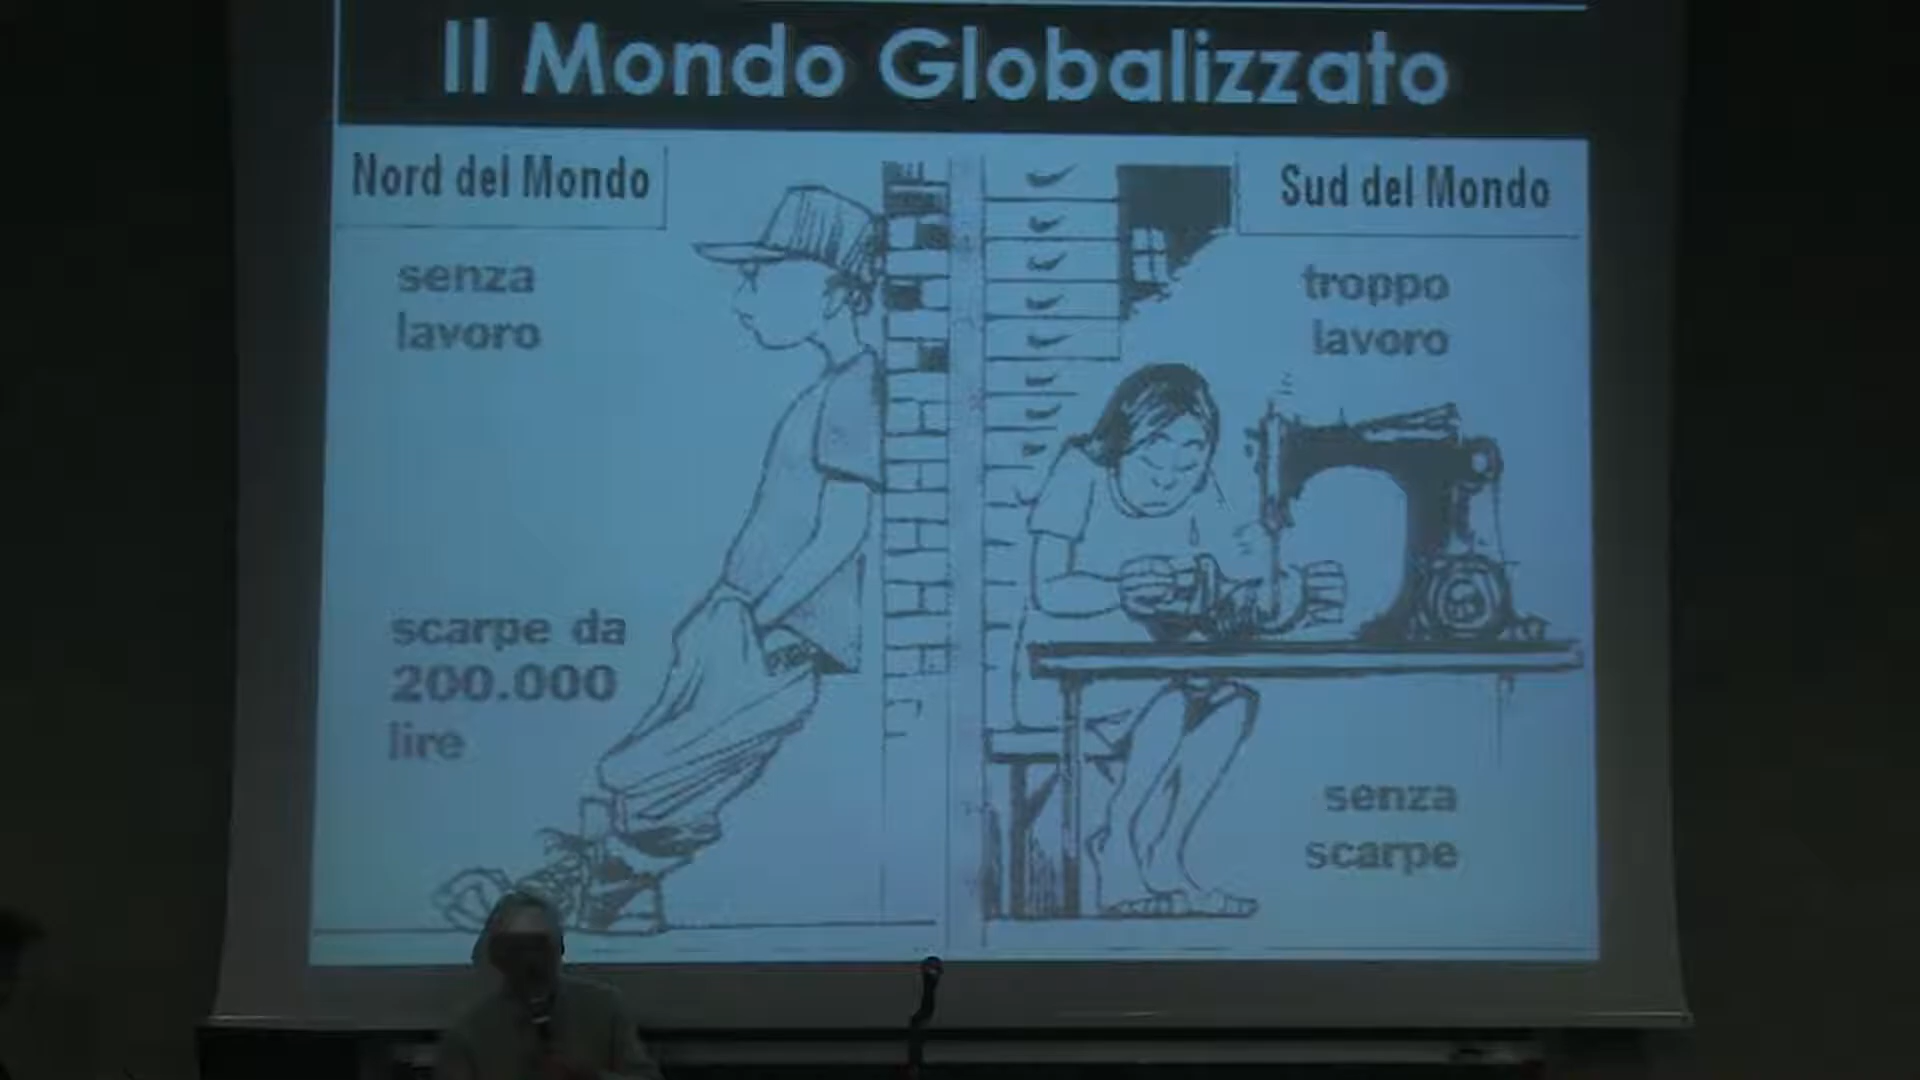 Il Mondo Globalizzato
Nord del Mondo
senza
lavoro
scarpe da
200.000
lire
Sud del Mondo
troppo
lavoro
senza
scarpe